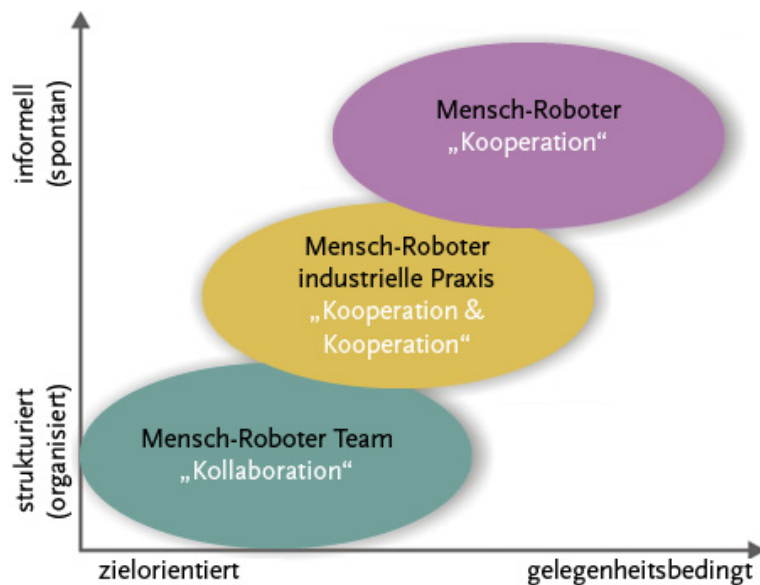 informell
(spontan)
Mensch-Roboter
„Kooperation“
Mensch-Roboter
industrielle Praxis
„Kooperation &
Kooperation“
strukturiert
(organisiert)
Mensch-Roboter Team
„Kollaboration“
zielorientiert
gelegenheitsbedingt